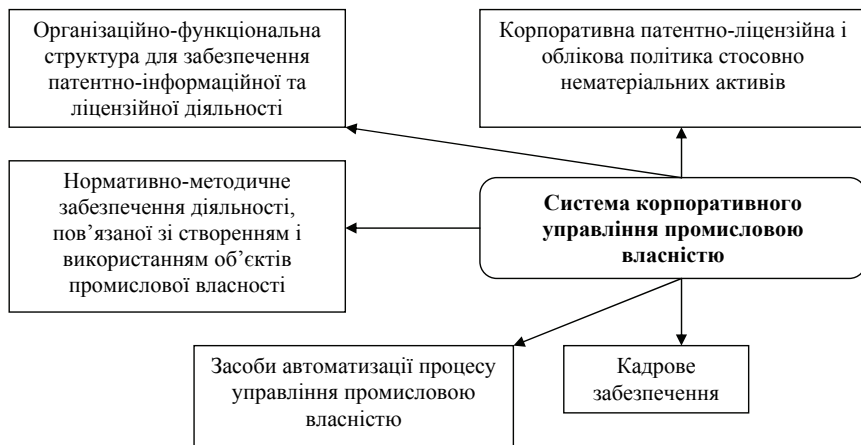 Організаційно-функціональна
структура для забезпечення
патентно-інформаційної та
ліцензійної діяльності
Корпоративна патентно-ліцензійна і
облікова політика стосовно
нематеріальних активів
Нормативно-методичне
забезпечення діяльності,
пов’язаної зі створенням і
використанням об’єктів
промислової власності
Система корпоративного
управління промисловою
власністю
Засоби автоматизації процесу
управління промисловою
власністю
Кадрове
забезпечення